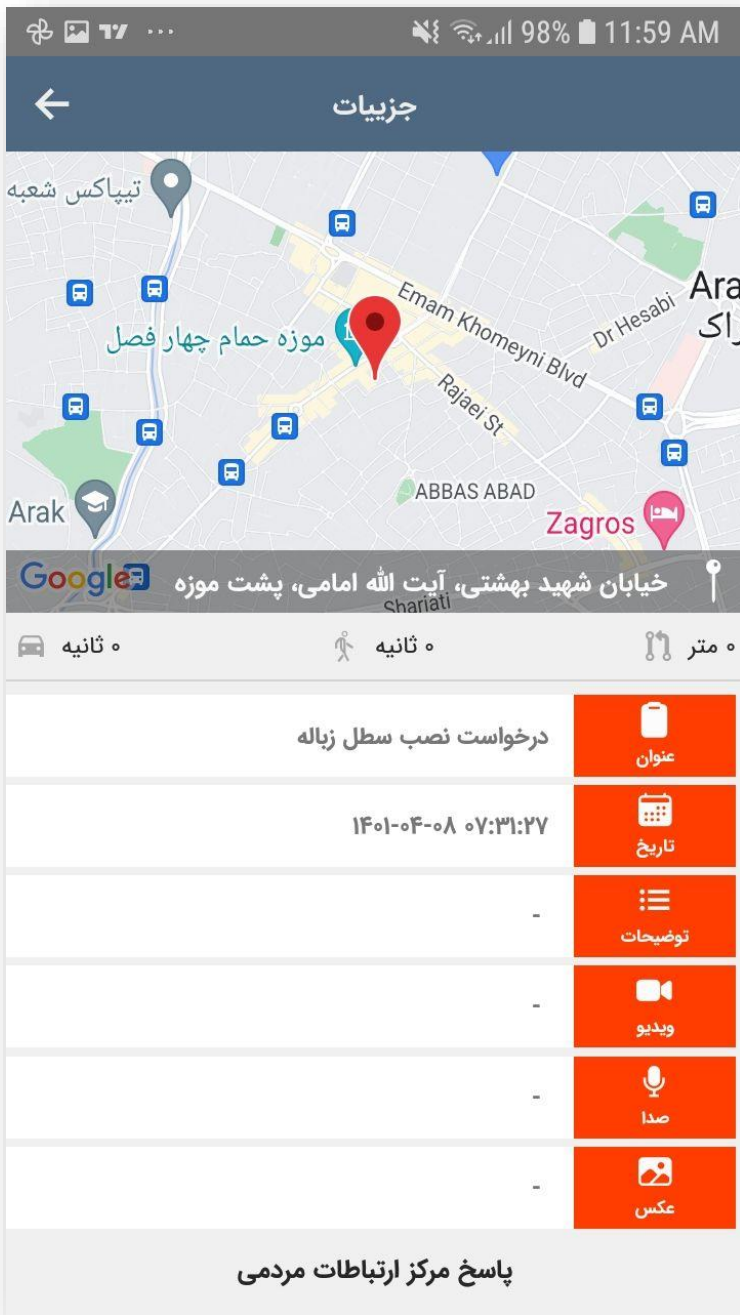 98% 11:59 AM
جزییات
تیپاکس شعبه
Emam Khomeyni Blvd
Dr Hesabi
Ara
راک
موزه حمام چهار فصل
Rajaei St
ABBAS ABAD
Arak
Zagros
Google
خیابان شهید بهشتی، آیت الله امامی، پشت موزه
Shariati
۰ متر
۰ ثانیه
۰ ثانیه
عنوان
درخواست نصب سطل زباله
تاریخ
۱۴۰۱-۰۴-۰۸ ۰۷:۳۱:۲۷
توضیحات
-
ویدیو
-
صدا
-
عکس
-
پاسخ مرکز ارتباطات مردمی